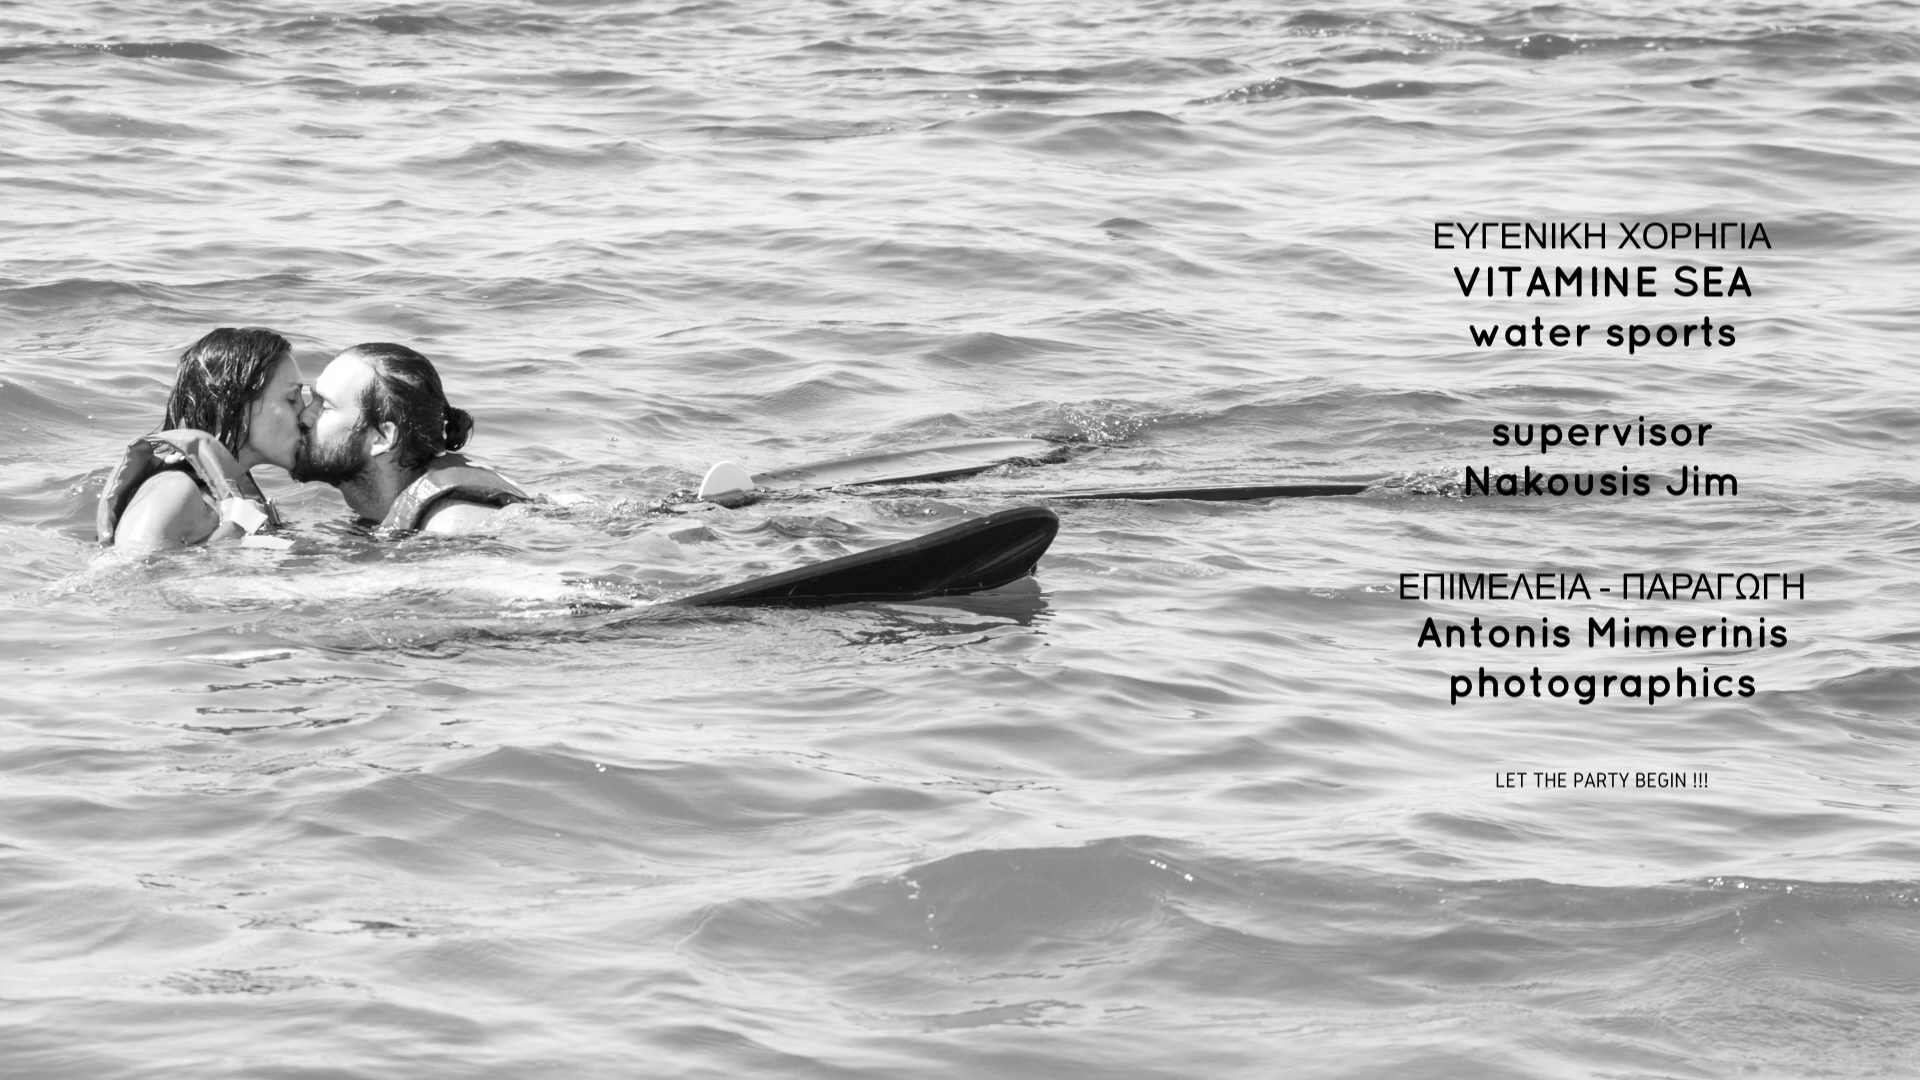 ΕΥΓΕΝΙΚΗ ΧΟΡΗΓΙΑ
VITAMINE SEA
water sports
supervisor
Nakousis Jim
ΕΠΙΜΕΛΕΙΑ - ΠΑΡΑΓΩΓΗ
Antonis Mimerinis
photographics
LET THE PARTY BEGIN !!!